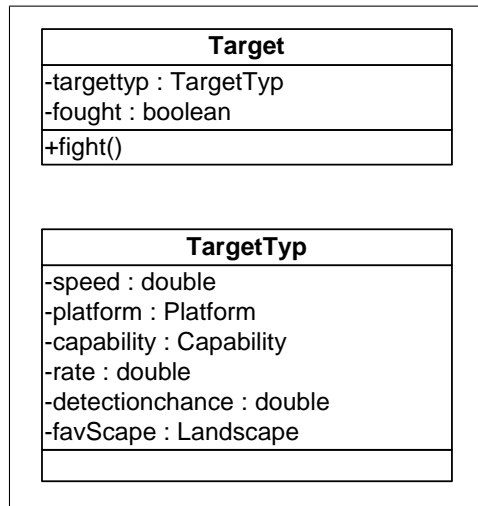 Target
-targettyp : TargetTyp
-fought : boolean
+fight()
TargetTyp
-speed : double
-platform : Platform
-capability : Capability
-rate : double
-detectionchance : double
-favScape : Landscape